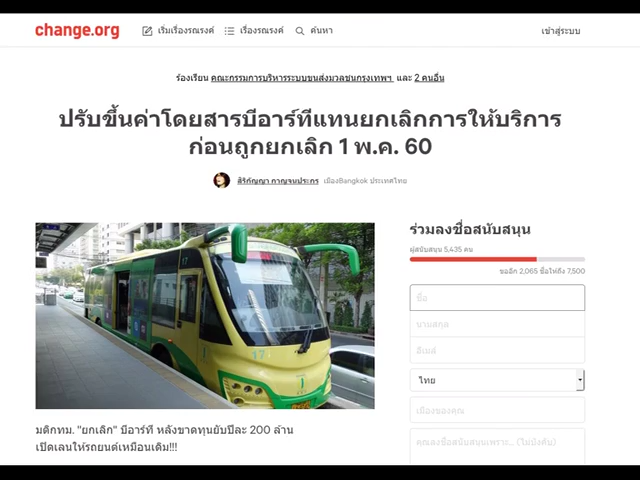 change.org
เริ่มเรื่องรณรงค์
เรื่องรณรงค์
ค้นหา
เข้าสู่ระบบ
ร้องเรียน คณะกรรมการบริหารระบบขนส่งมวลชนกรุงเทพฯ และ 2 คนอื่น
ปรับขึ้นค่าโดยสารบีอาร์ทีแทนยกเลิกการให้บริการ
ก่อนถูกยกเลิก 1 พ.ค. 60
สิริกัญญา กาญจนประกร เมืองBangkok ประเทศไทย
17
17
มติกทม. "ยกเลิก" บีอาร์ที หลังขาดทุนยับปีละ 200 ล้าน
เปิดเลนให้รถยนต์เหมือนเดิม!!!
ร่วมลงชื่อสนับสนุน
ผู้สนับสนุน 5,435 คน
ขออีก 2,065 ชื่อให้ถึง 7,500
ชื่อ
นามสกุล
อีเมล์
ไทย
เมืองของคุณ
คุณลงชื่อสนับสนุนเพราะ... (ไม่บังคับ)